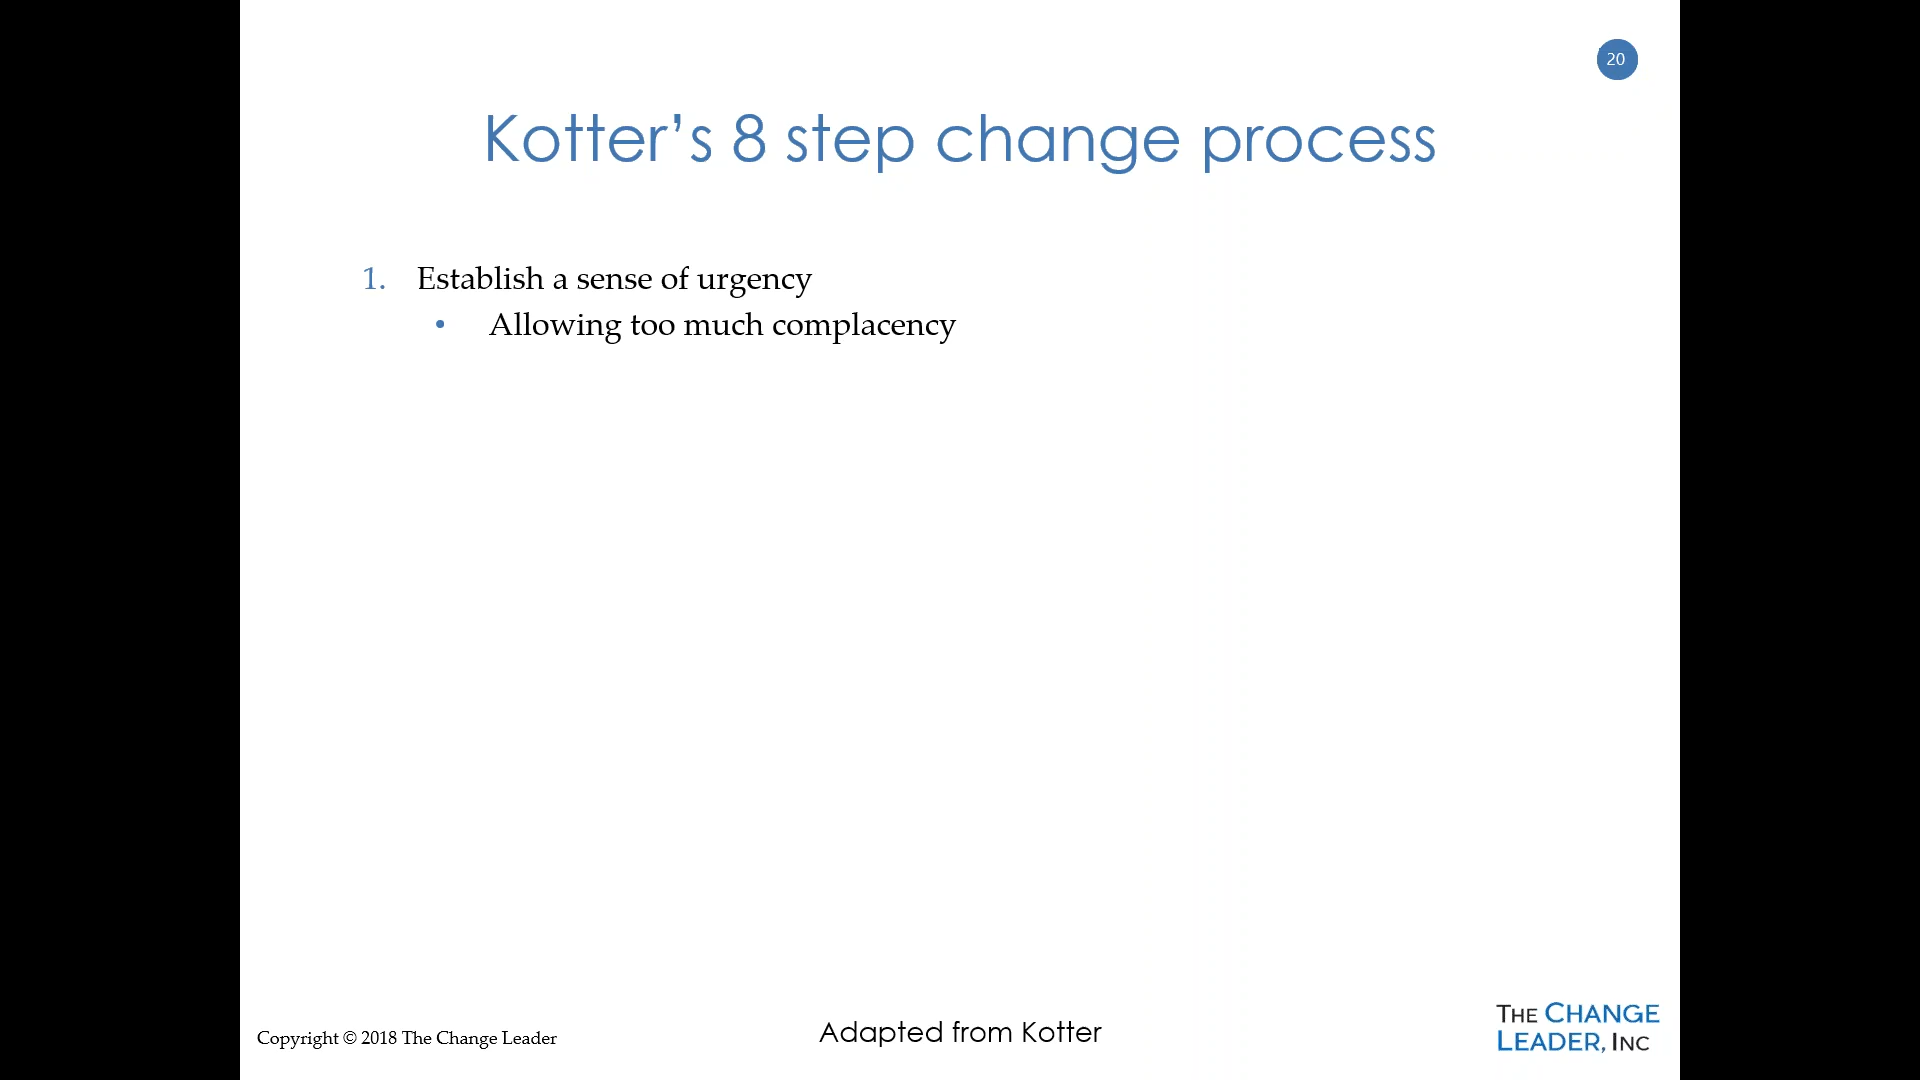 20
Kotter’s 8 step change process
1. Establish a sense of urgency
• Allowing too much complacency
Copyright © 2018 The Change Leader
Adapted from Kotter
THE CHANGE
LEADER, INC